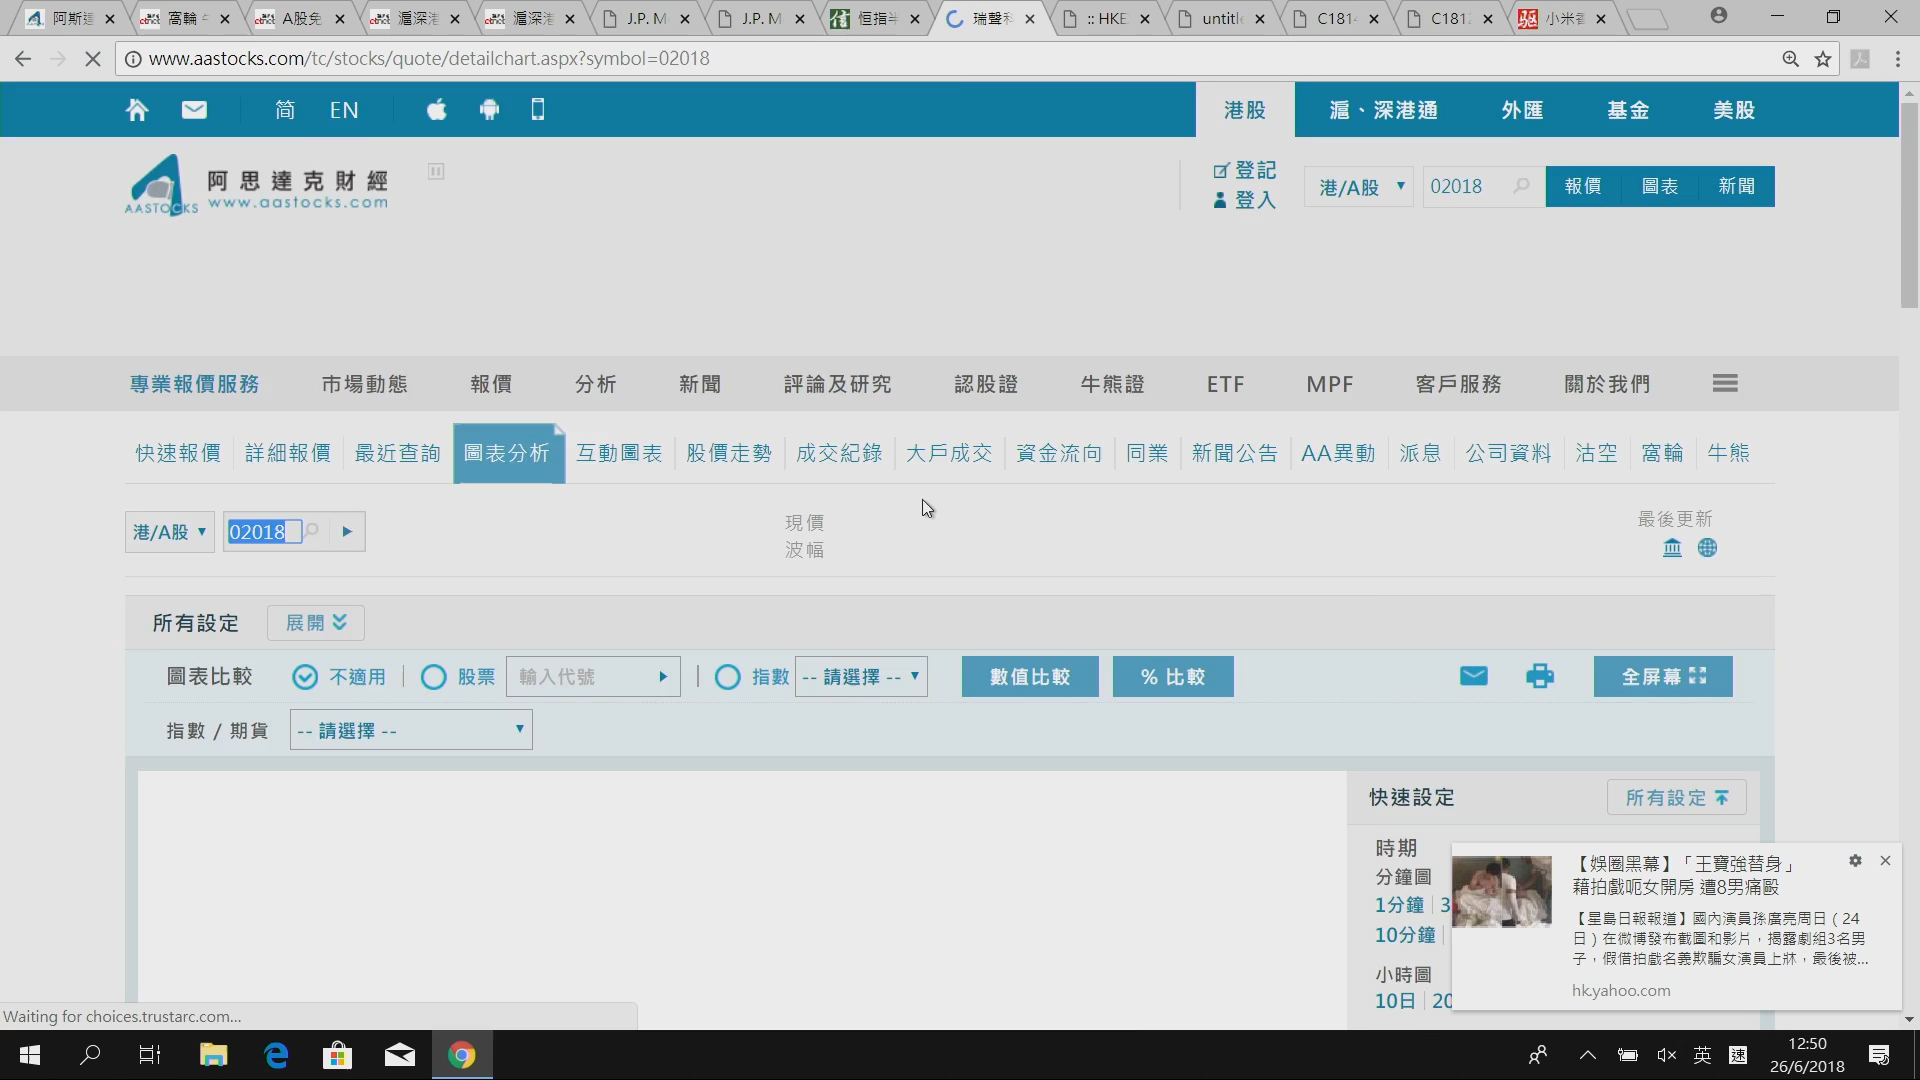 阿斯達
窩輪
A股免
滬深港
滬深港
J.P. M
J.P. M
恒指半
瑞聲科
:: HKE
untitle
C181
C1812
小米香
www.aastocks.com/tc/stocks/quote/detailchart.aspx?symbol=02018
简 EN
港股 滬、深港通 外匯 基金 美股
阿思達克財經
www.aastocks.com
AASTOCKS
登記
登入
港/A股 02018 報價 圖表 新聞
專業報價服務 市場動態 報價 分析 新聞 評論及研究 認股證 牛熊證 ETF MPF 客戶服務 關於我們
快速報價 詳細報價 最近查詢 圖表分析 互動圖表 股價走勢 成交紀錄 大戶成交 資金流向 同業 新聞公告 AA異動 派息 公司資料 沽空 窩輪 牛熊
港/A股 02018
現價
波幅
最後更新
所有設定 展開
圖表比較 不適用 股票 輸入代號 指數 -- 請選擇 -- 數值比較 % 比較 全屏幕
指數 / 期貨 -- 請選擇 --
快速設定 所有設定
時期
分鐘圖
1分鐘 3
10分鐘
小時圖
10日 20
【娛圈黑幕】「王寶強替身」
藉拍戲呃女開房 遭8男痛毆
【星島日報報道】國內演員孫廣亮周日（24
日）在微博發布截圖和影片，揭露劇組3名男
子，假借拍戲名義欺騙女演員上牀，最後被...
hk.yahoo.com
Waiting for choices.trustarc.com...
英 速
12:50
26/6/2018